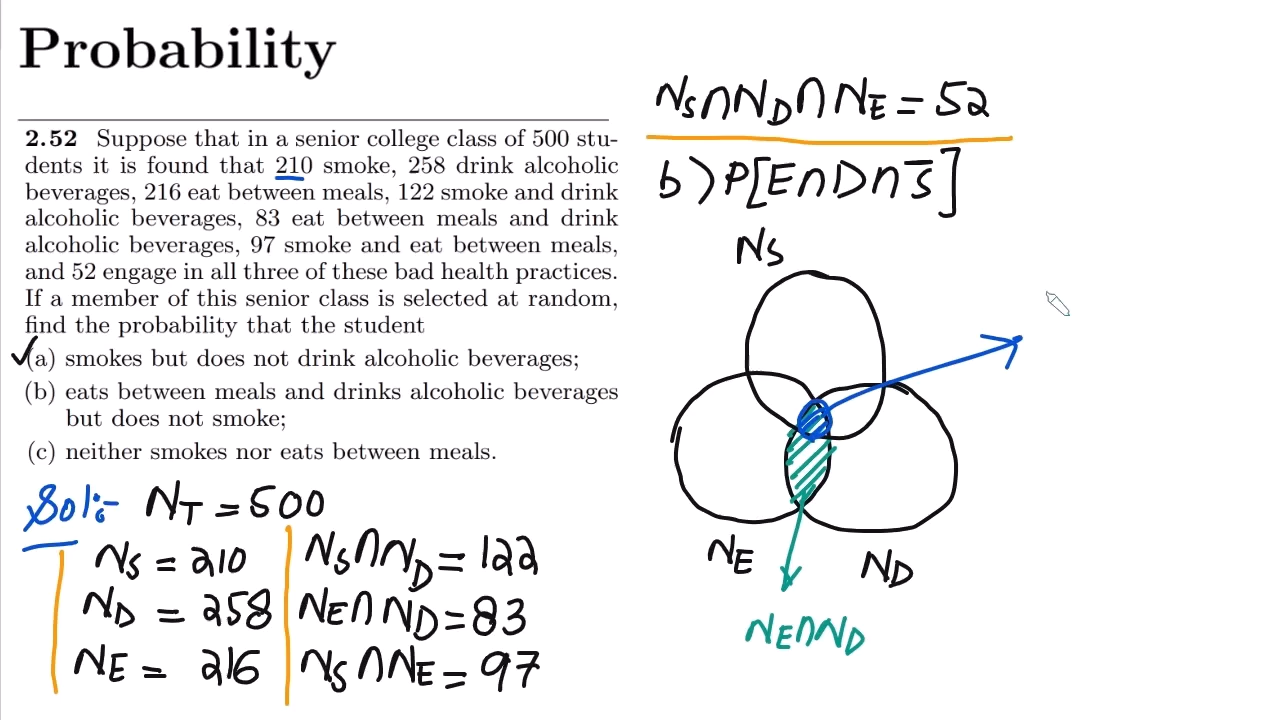 Probability
2.52 Suppose that in a senior college class of 500 stu-
dents it is found that 210 smoke, 258 drink alcoholic
beverages, 216 eat between meals, 122 smoke and drink
alcoholic beverages, 83 eat between meals and drink
alcoholic beverages, 97 smoke and eat between meals,
and 52 engage in all three of these bad health practices.
If a member of this senior class is selected at random,
find the probability that the student
(a) smokes but does not drink alcoholic beverages;
(b) eats between meals and drinks alcoholic beverages
but does not smoke;
(c) neither smokes nor eats between meals.
Sol:- N_T = 500
N_S = 210
N_D = 258
N_E = 216
N_S ∩ N_D = 122
N_E ∩ N_D = 83
N_S ∩ N_E = 97
N_S ∩ N_D ∩ N_E = 52
b) P[E ∩ D ∩ S̅]
N_S
N_E
N_D
N_E ∩ N_D